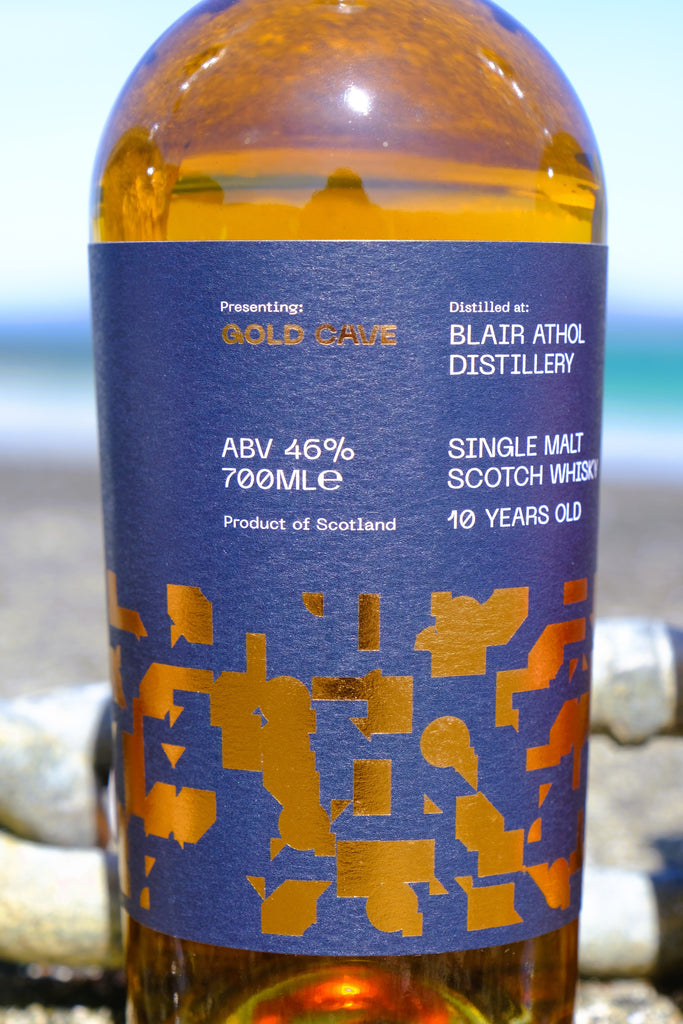 Presenting:
GOLD CAVE
Distilled at:
BLAIR ATHOL
DISTILLERY
ABV 46%
700ML℮
Product of Scotland
SINGLE MALT
SCOTCH WHISKY
10 YEARS OLD